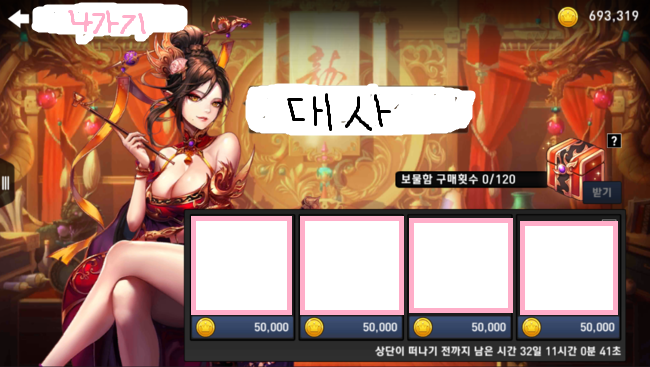 나가기
693,319
대사
?
보물함 구매횟수 0/120
받기
50,000
50,000
50,000
50,000
상단이 떠나기 전까지 남은 시간 32일 11시간 0분 41초